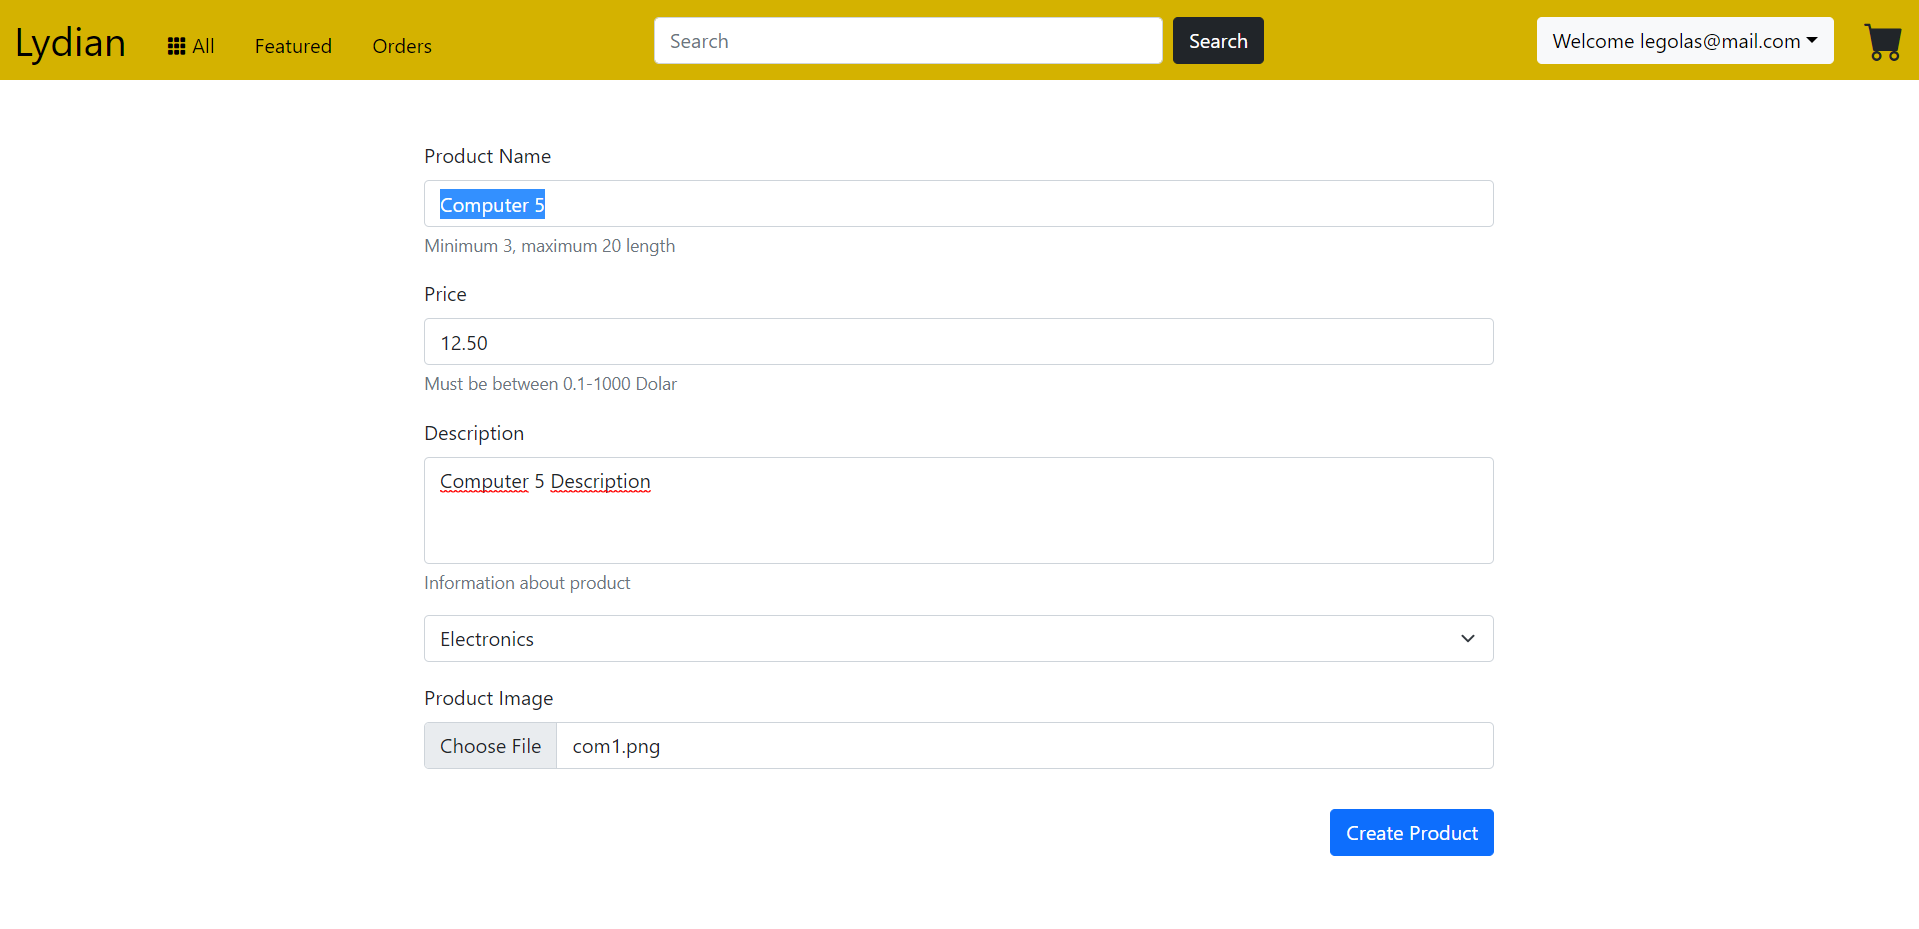 Lydian All Featured Orders Search Search Welcome legolas@mail.com
Product Name
Computer 5
Minimum 3, maximum 20 length
Price
12.50
Must be between 0.1-1000 Dolar
Description
Computer 5 Description
Information about product
Electronics
Product Image
Choose File com1.png
Create Product